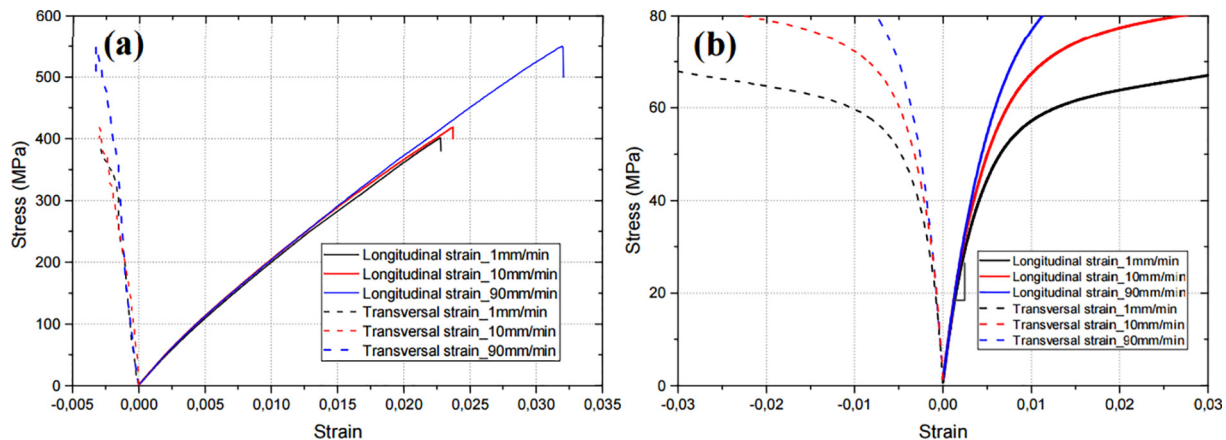 (a)
600
500
400
300
200
100
0
Stress (MPa)
-0,005 0,000 0,005 0,010 0,015 0,020 0,025 0,030 0,035
Strain
Longitudinal strain_1mm/min
Longitudinal strain_10mm/min
Longitudinal strain_90mm/min
Transversal strain_1mm/min
Transversal strain_10mm/min
Transversal strain_90mm/min
(b)
80
60
40
20
0
Stress (MPa)
-0,03 -0,02 -0,01 0,00 0,01 0,02 0,03
Strain
Longitudinal strain_1mm/min
Longitudinal strain_10mm/min
Longitudinal strain_90mm/min
Transversal strain_1mm/min
Transversal strain_10mm/min
Transversal strain_90mm/min